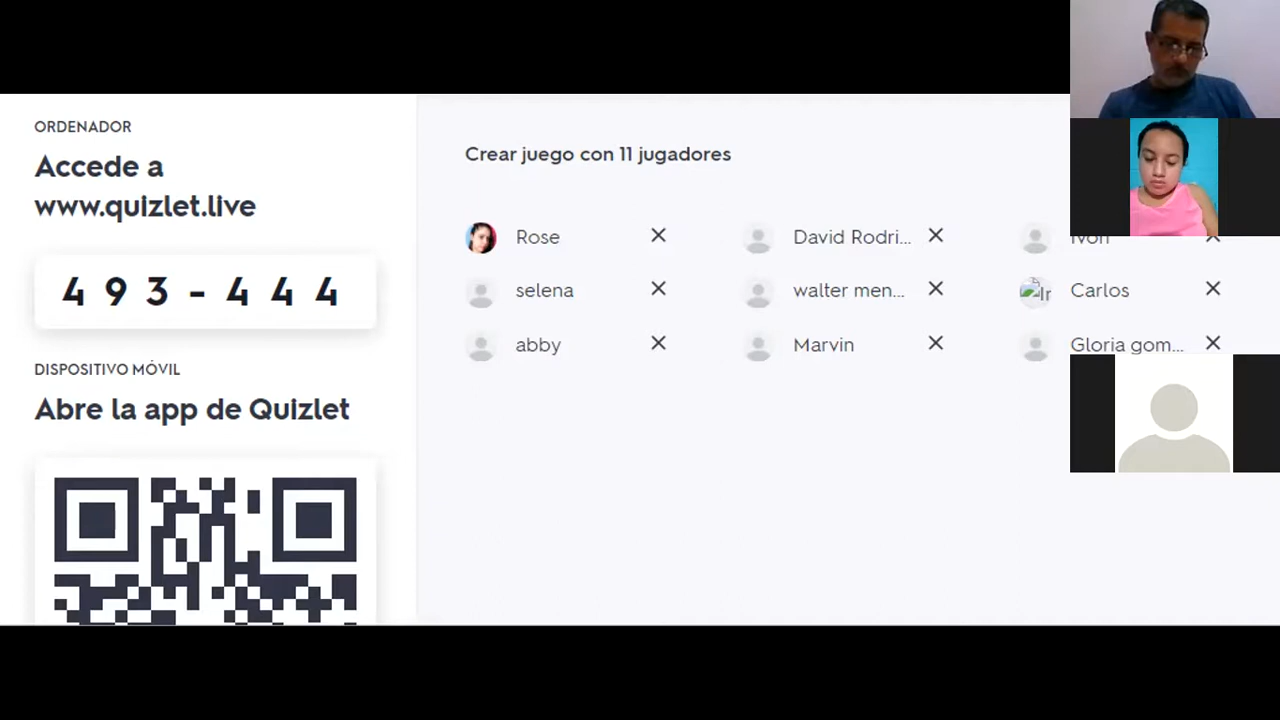 ORDENADOR
Accede a
www.quizlet.live
493-444
DISPOSITIVO MÓVIL
Abre la app de Quizlet
Crear juego con 11 jugadores
Rose
David Rodri...
Ivon
selena
walter men...
Carlos
abby
Marvin
Gloria gom...